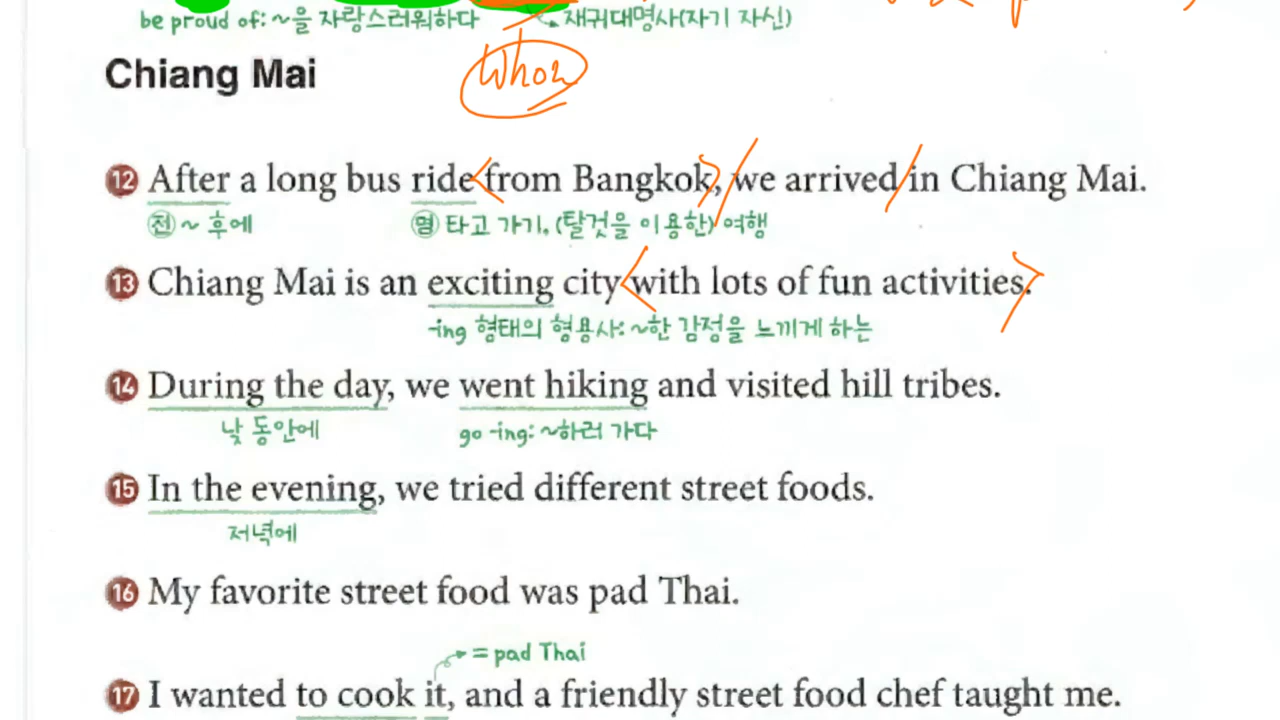 be proud of: ~을 자랑스러워하다 재귀대명사(자기 자신)
Chiang Mai
⑫ After a long bus ride from Bangkok, we arrived in Chiang Mai.
전 ~ 후에 명 타고 가기, (탈것을 이용한) 여행
⑬ Chiang Mai is an exciting city with lots of fun activities.
-ing 형태의 형용사: ~한 감정을 느끼게 하는
⑭ During the day, we went hiking and visited hill tribes.
낮 동안에 go -ing: ~하러 가다
⑮ In the evening, we tried different street foods.
저녁에
⑯ My favorite street food was pad Thai.
= pad Thai
⑰ I wanted to cook it, and a friendly street food chef taught me.